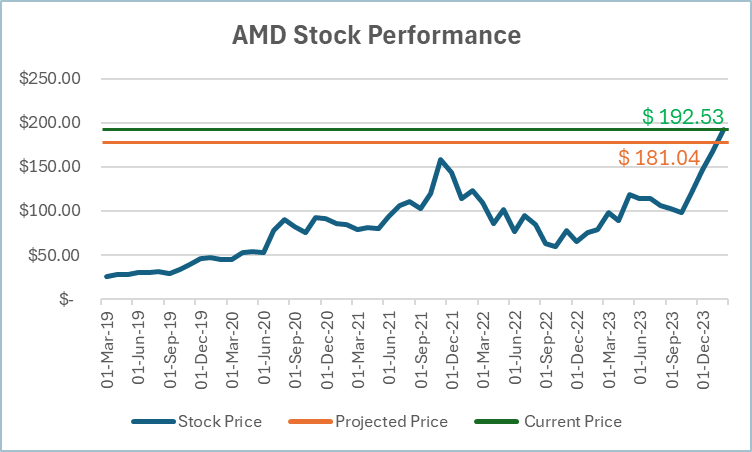 AMD Stock Performance
$250.00
$200.00
$150.00
$100.00
$50.00
$-
$ 192.53
$ 181.04
01-Mar-19
01-Jun-19
01-Sep-19
01-Dec-19
01-Mar-20
01-Jun-20
01-Sep-20
01-Dec-20
01-Mar-21
01-Jun-21
01-Sep-21
01-Dec-21
01-Mar-22
01-Jun-22
01-Sep-22
01-Dec-22
01-Mar-23
01-Jun-23
01-Sep-23
01-Dec-23
Stock Price
Projected Price
Current Price